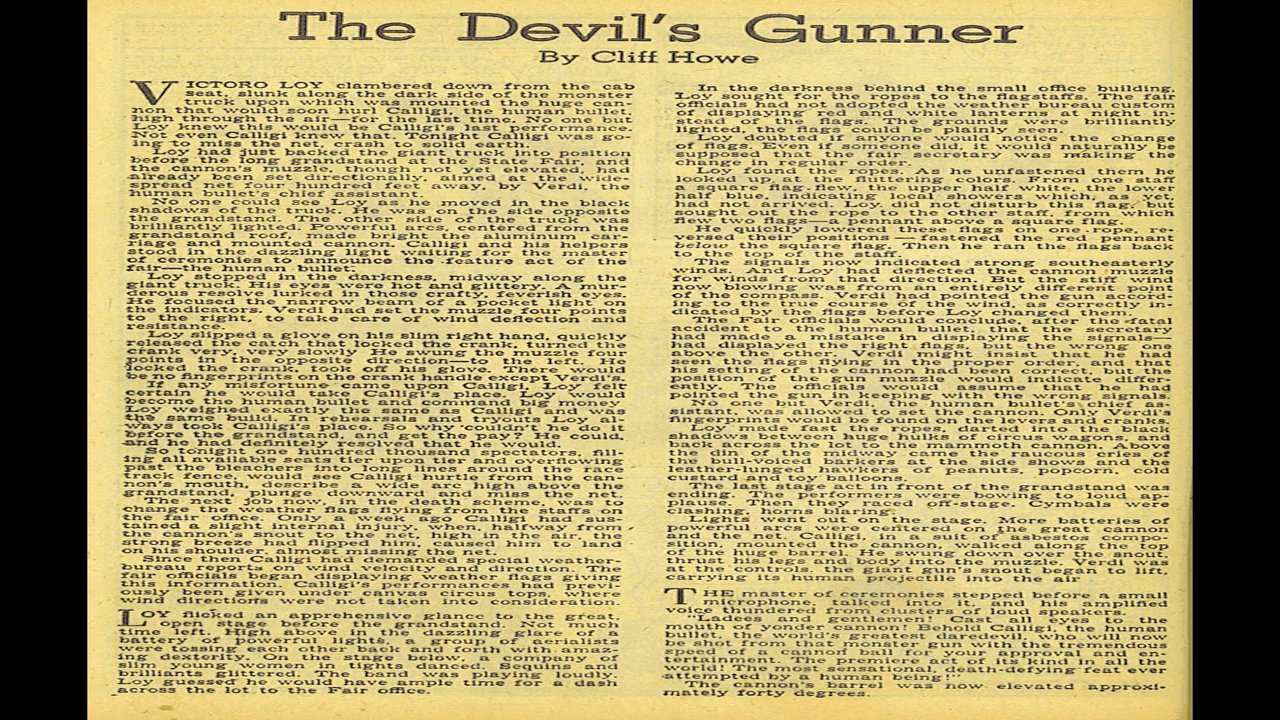 The Devil's Gunner
By Cliff Howe
VICTORO LOY clambered down from the cab
seat, slunk along the dark side of the monster
truck upon which was mounted the huge can-
non that would soon hurl Calligi, the human bullet,
high through the air—for the last time. No one but
Loy knew this would be Calligi's last performance.
Not even Calligi knew that. Tonight Calligi was go-
ing to miss the net, crash to solid earth.
Loy had just backed the giant truck into position
before the long grandstand at the State Fair, and
the cannon's muzzle, though not yet elevated, had
already been set directionally, aimed at the wide-
spread net four hundred feet away, by Verdi, the
human bullet's chief assistant.
No one could see Loy as he moved in the black
shadows of the truck. He was on the side opposite
the grandstand. The other side of the truck was
brilliantly lighted. Powerful arcs, centered from the
grandstand roof, made bright the aluminum car-
riage and mounted cannon. Calligi and his helpers
stood in the dazzling light waiting for the master
of ceremonies to announce the feature act of the
fair—the human bullet.
Loy stopped in the darkness, midway along the
giant truck. His eyes were hot and glittery. A mur-
derous resolve lurked in those crafty, feverish eyes.
He focused the narrow beam of a pocket light on
the indicators. Verdi had set the muzzle four points
to the right, to take care of wind deflection and
resistance.
Loy slipped a glove on his slim right hand, quickly
released the catch that locked the crank, turned the
crank very, very slowly He swung the muzzle four
points in the opposite direction—to the left. He
locked the crank, took off his glove. There would
be no fingerprints on the crank handle except Verdi's.
If any misfortune came upon Calligi, Loy felt
certain he would take Calligi's place. Loy would
become the human bullet and command big money
Loy weighed exactly the same as Calligi and was
the same build. In rehearsals and tryouts Loy al-
ways took Calligi's place. So why couldn't he do it
before the grandstand, and get the pay? He could,
and he had definitely resolved that he would.
So tonight one hundred thousand spectators, fill-
ing all available seats tier upon tier and overflowing
past the bleachers into long lines around the race
track fence, would see Calligi hurtle from the can-
non's mouth, describe a wide arc high above the
grandstand, plunge downward and miss the net.
The next job now, in the death scheme, was to
change the weather flags flying from the staffs on
the fair office. Only a week ago Calligi had sus-
tained a slight internal injury, when, halfway from
the cannon's snout to the net, high in the air, the
strong breeze had flipped him, caused him to land
on his shoulder, almost missing the net.
Since then Calligi had demanded special weather-
bureau reports on wind velocity and direction. The
fair officials began displaying weather flags giving
this information. Calligi's performances had previ-
ously been given under canvas circus tops, where
wind directions were not taken into consideration.
LOY flicked an apprehensive glance to the great,
open stage before the grandstand. Not much
time left. High above in the dazzling glare of a
battery of powerful lights, a group of aerialists
were tossing each other back and forth with amaz-
ing dexterity. On the stage below, a company of
slim young women in tights danced. Sequins and
brilliants glittered. The band was playing loudly.
Loy guessed he would have ample time for a dash
across the lot to the Fair office.
In the darkness behind the small office building,
Loy sought for the ropes to the flagstaffs. The fair
officials had not adopted the weather bureau custom
of displaying red and white lanterns at night in-
stead of the flags. The grounds were brilliantly
lighted, the flags could be plainly seen.
Loy doubted if anyone would notice the change
of flags. Even if someone did, it would naturally be
supposed that the fair secretary was making the
change in regular order.
Loy found the ropes. As he unfastened them he
looked up, at the fluttering colors. From one staff
a square flag flew, the upper half white, the lower
half blue, indicating local showers which, as yet,
had not arrived. Loy did not disturb this flag, but
sought out the rope to the other staff, from which
flew two flags—a pennant above a square flag.
He quickly lowered these flags on one rope, re-
versed their positions—fastened the red pennant
below the square flag. Then he ran the flags back
to the top of the staff.
The signals now indicated strong southeasterly
winds. And Loy had deflected the cannon muzzle
for winds from that direction. But the stiff wind
now blowing was from an entirely different point
of the compass. Verdi had pointed the gun accord-
ing to the true course of the wind, as correctly in-
dicated by the flags before Loy changed them.
The Fair officials would conclude, after the fatal
accident to the human bullet, that the secretary
had made a mistake in displaying the signals—
had displayed the right flags, but the wrong one
above the other. Verdi might insist that he had
seen the flags flying in the proper order, and that
his setting of the cannon had been correct, but the
position of the gun muzzle would indicate differ-
ently. The officials would assume that he had
pointed the gun in keeping with the wrong signals.
No one but Verdi, the human bullet's chief as-
sistant, was allowed to set the cannon. Only Verdi's
fingerprints would be found on the levers and cranks.
Loy made fast the ropes, darted into the black
shadows between huge hulks of circus wagons, and
back across the lot to the mammoth cannon. Above
the din of the midway came the raucous cries of
the bull-voiced barkers at the side shows and the
leather-lunged hawkers of peanuts, popcorn, cold
custard and toy balloons.
The last stage act in front of the grandstand was
ending. The performers were bowing to loud ap-
plause. Then they raced off-stage. Cymbals were
clashing, horns blaring.
Lights went out on the stage. More batteries of
powerful arcs were centered on the great cannon
and the net. Calligi, in a suit of asbestos compo-
sition, mounted the cannon, walked along the top
of the huge barrel. He swung down over the snout,
thrust his legs and body into the muzzle. Verdi was
at the controls. The giant gun's snout began to lift,
carrying its human projectile into the air
THE master of ceremonies stepped before a small
microphone, talked into it, and his amplified
voice thundered from clusters of loud speakers.
"Ladees and gentlemen! Cast all eyes to the
mouth of yonder cannon! Behold Calligi, the human
bullet, the world's greatest daredevil, who will now
be shot from that monster gun with the tremendous
speed of a cannon ball for your approval and en-
tertainment. The premiere act of its kind in all the
world! The most sensational, death-defying feat ever
attempted by a human being!"
The cannon's barrel was now elevated approxi-
mately forty degrees.